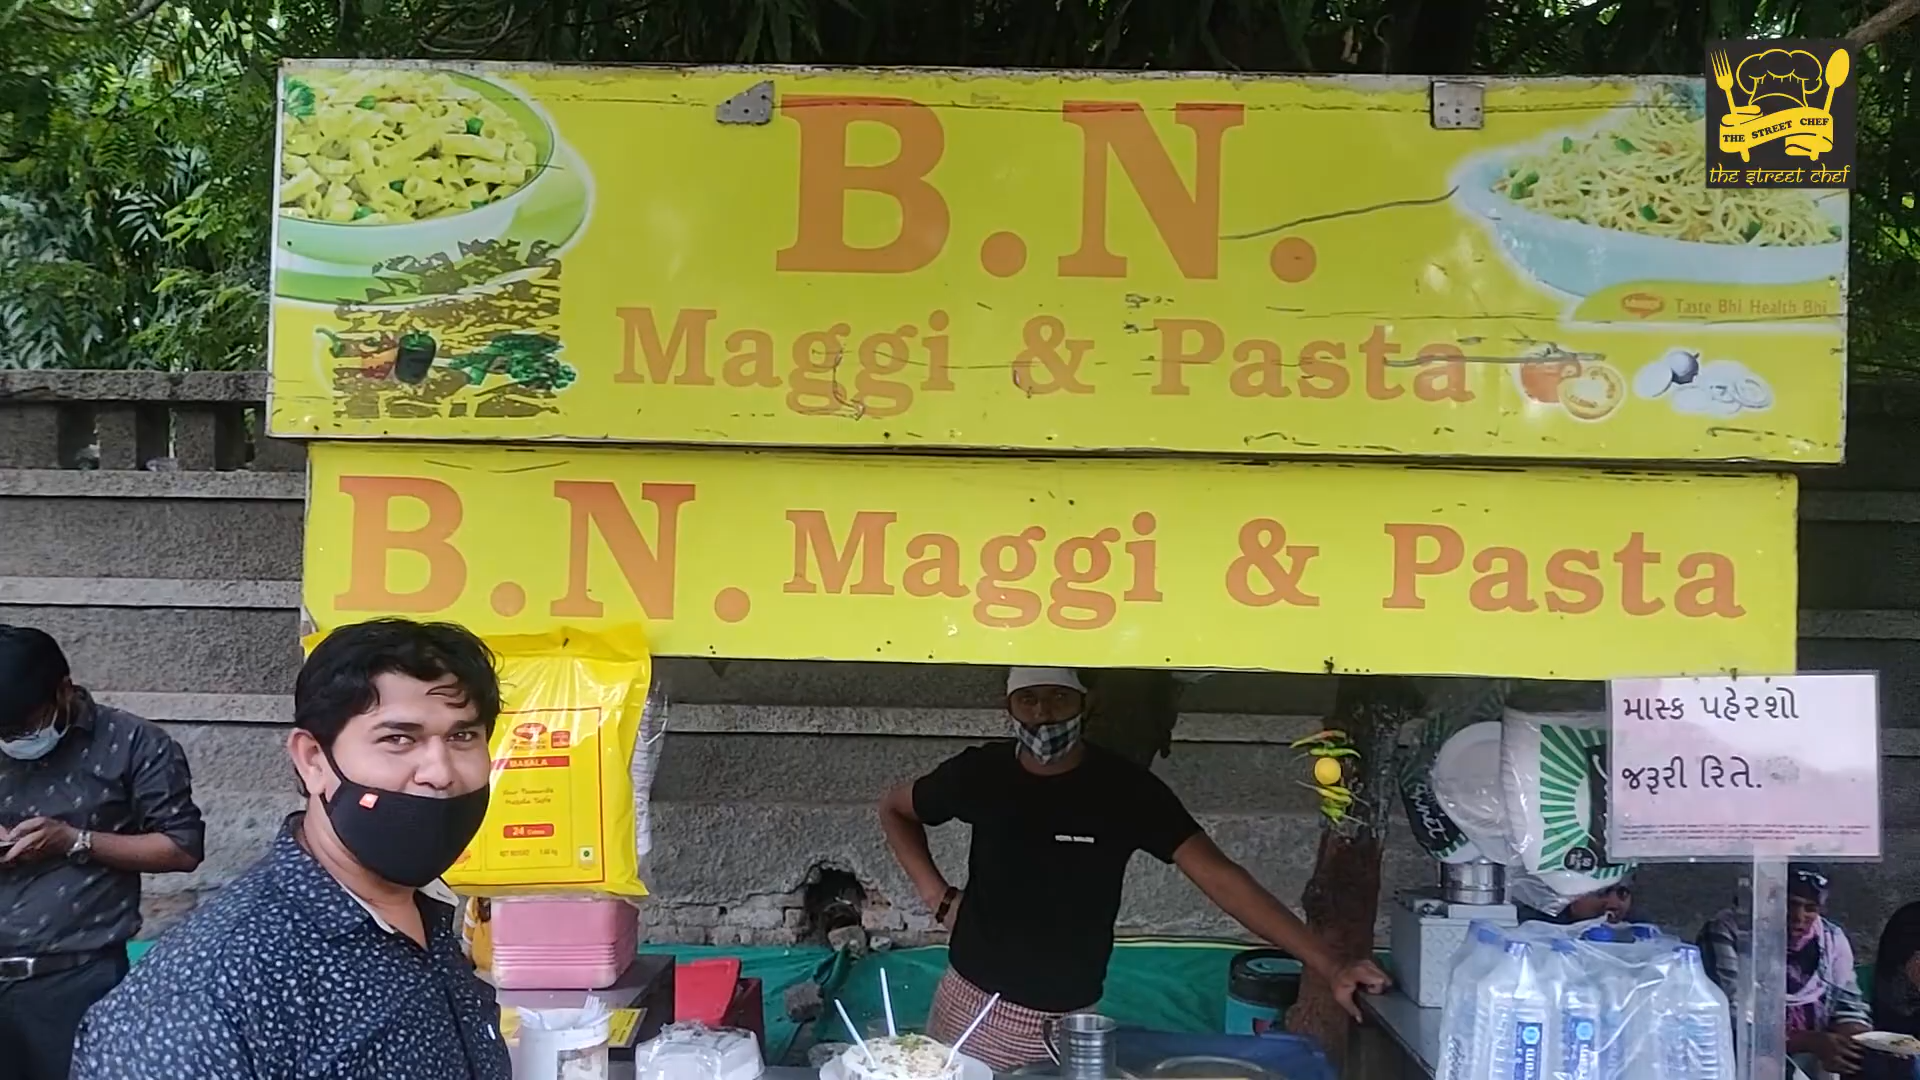 B.N.
Maggi & Pasta
Maggi Taste Bhi Health Bhi
THE STREET CHEF
the street chef
B.N. Maggi & Pasta
MASALA
24
માસ્ક પહેરશો
જરૂરી રિતે.